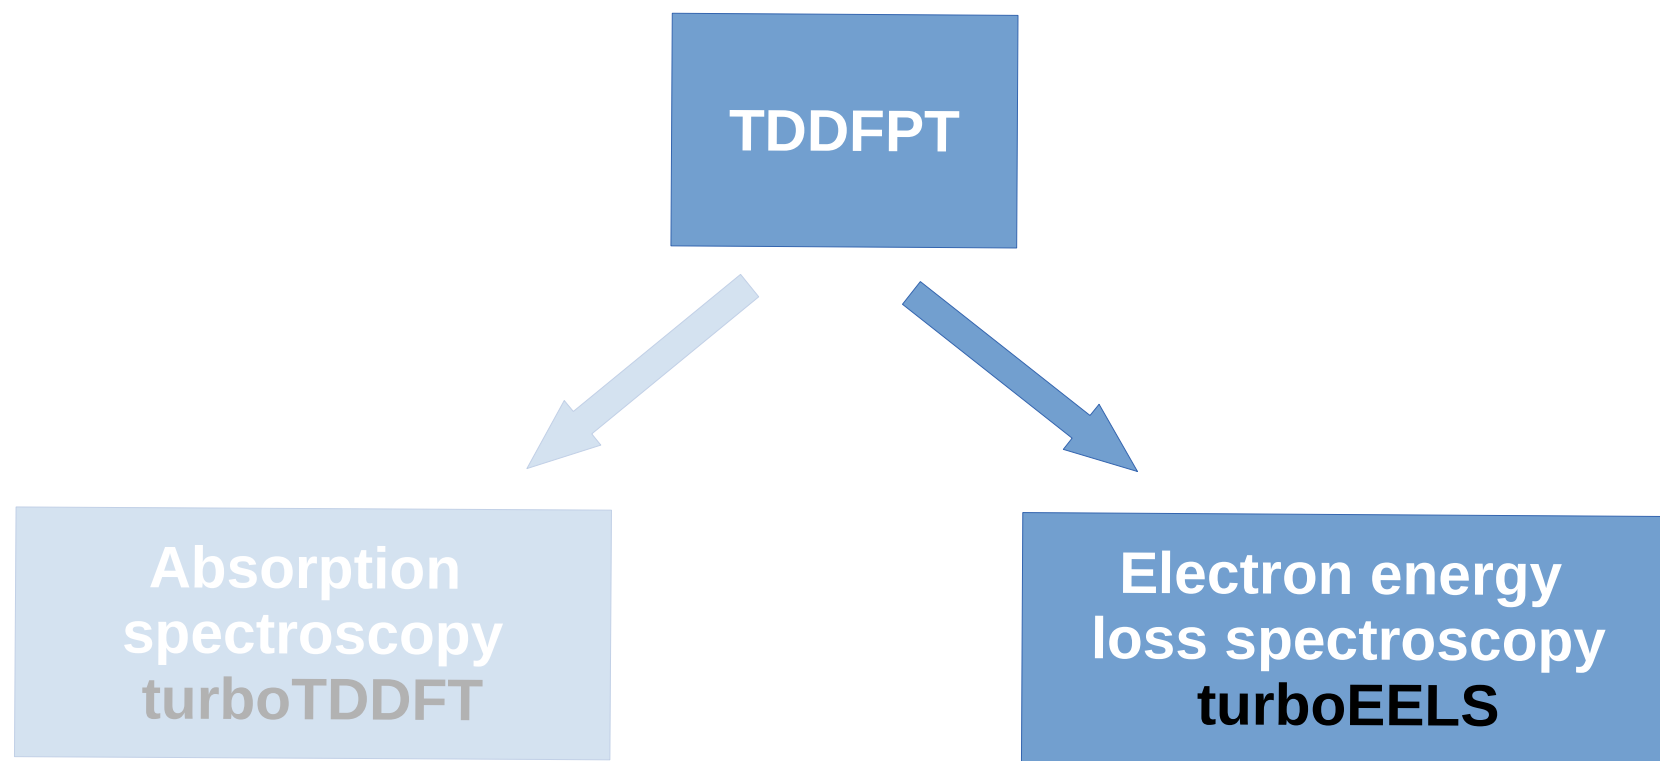 TDDFPT
Absorption
spectroscopy
turboTDDFT
Electron energy
loss spectroscopy
turboEELS